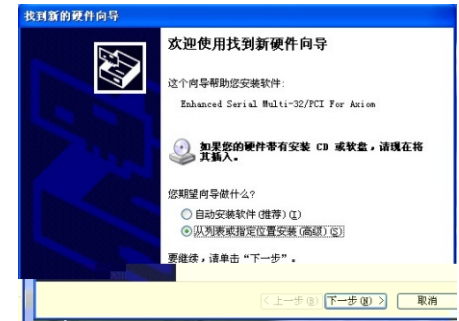 找到新的硬件向导
欢迎使用找到新硬件向导
这个向导帮助您安装软件:
Enhanced Serial Multi-32/PCI For Axiom
如果您的硬件带有安装 CD 或软盘，请现在将
其插入。
您期望向导做什么?
自动安装软件(推荐)(I)
从列表或指定位置安装(高级)(S)
要继续，请单击“下一步”。
< 上一步(B) 下一步(N) > 取消